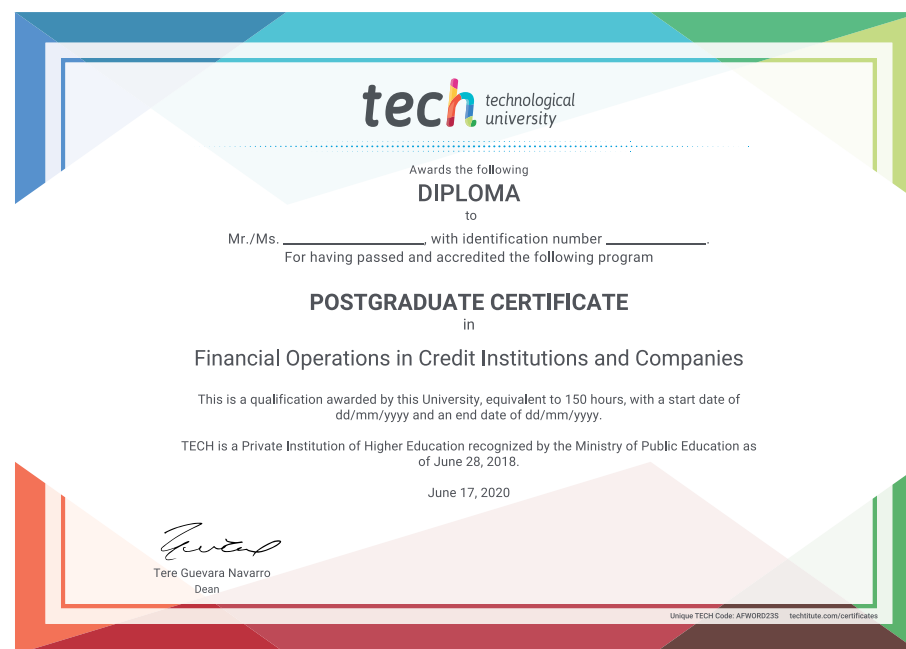 tech technological
university
Awards the following
DIPLOMA
to
Mr./Ms. ____________, with identification number ____________.
For having passed and accredited the following program
POSTGRADUATE CERTIFICATE
in
Financial Operations in Credit Institutions and Companies
This is a qualification awarded by this University, equivalent to 150 hours, with a start date of
dd/mm/yyyy and an end date of dd/mm/yyyy.
TECH is a Private Institution of Higher Education recognized by the Ministry of Public Education as
of June 28, 2018.
June 17, 2020
Tere Guevara Navarro
Dean
Unique TECH Code: AFWORD23S techtitute.com/certificates